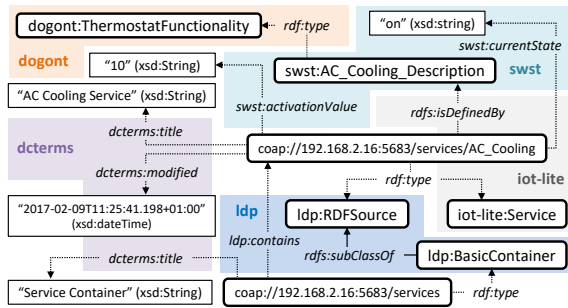 dogont:ThermostatFunctionality
rdf:type
"on" (xsd:string)
dogont
swst:currentState
"10" (xsd:String)
swst:AC_Cooling_Description
swst
"AC Cooling Service" (xsd:String)
swst:activationValue
rdfs:isDefinedBy
dcterms:title
dcterms
coap://192.168.2.16:5683/services/AC_Cooling
dcterms:modified
rdf:type
iot-lite
"2017-02-09T11:25:41.198+01:00"
(xsd:dateTime)
ldp
ldp:RDFSource
iot-lite:Service
ldp:contains
rdfs:subClassOf
ldp:BasicContainer
dcterms:title
"Service Container" (xsd:String)
coap://192.168.2.16:5683/services
rdf:type